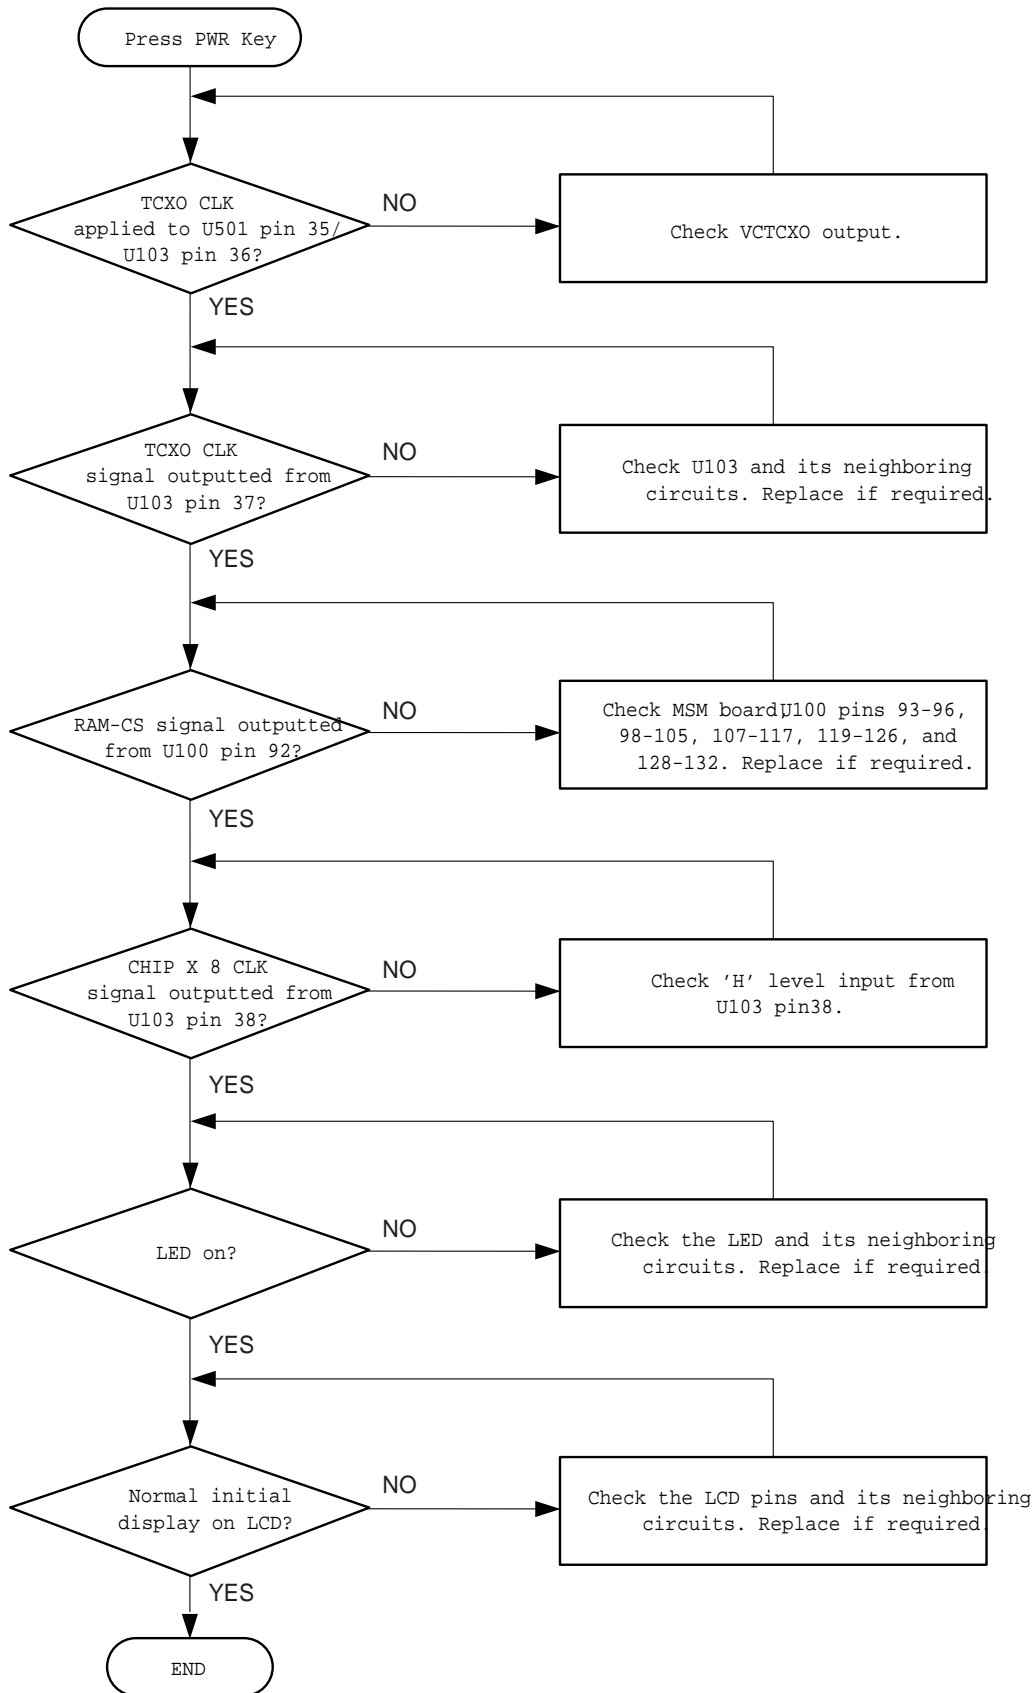 Press PWR Key
TCXO CLK
applied to U501 pin 35/
U103 pin 36?
NO
Check VCTCXO output.
YES
TCXO CLK
signal outputted from
U103 pin 37?
NO
Check U103 and its neighboring
circuits. Replace if required.
YES
RAM-CS signal outputted
from U100 pin 92?
NO
Check MSM board,U100 pins 93-96,
98-105, 107-117, 119-126, and
128-132. Replace if required.
YES
CHIP X 8 CLK
signal outputted from
U103 pin 38?
NO
Check ’H’ level input from
U103 pin38.
YES
LED on?
NO
Check the LED and its neighboring
circuits. Replace if required.
YES
Normal initial
display on LCD?
NO
Check the LCD pins and its neighboring
circuits. Replace if required.
YES
END